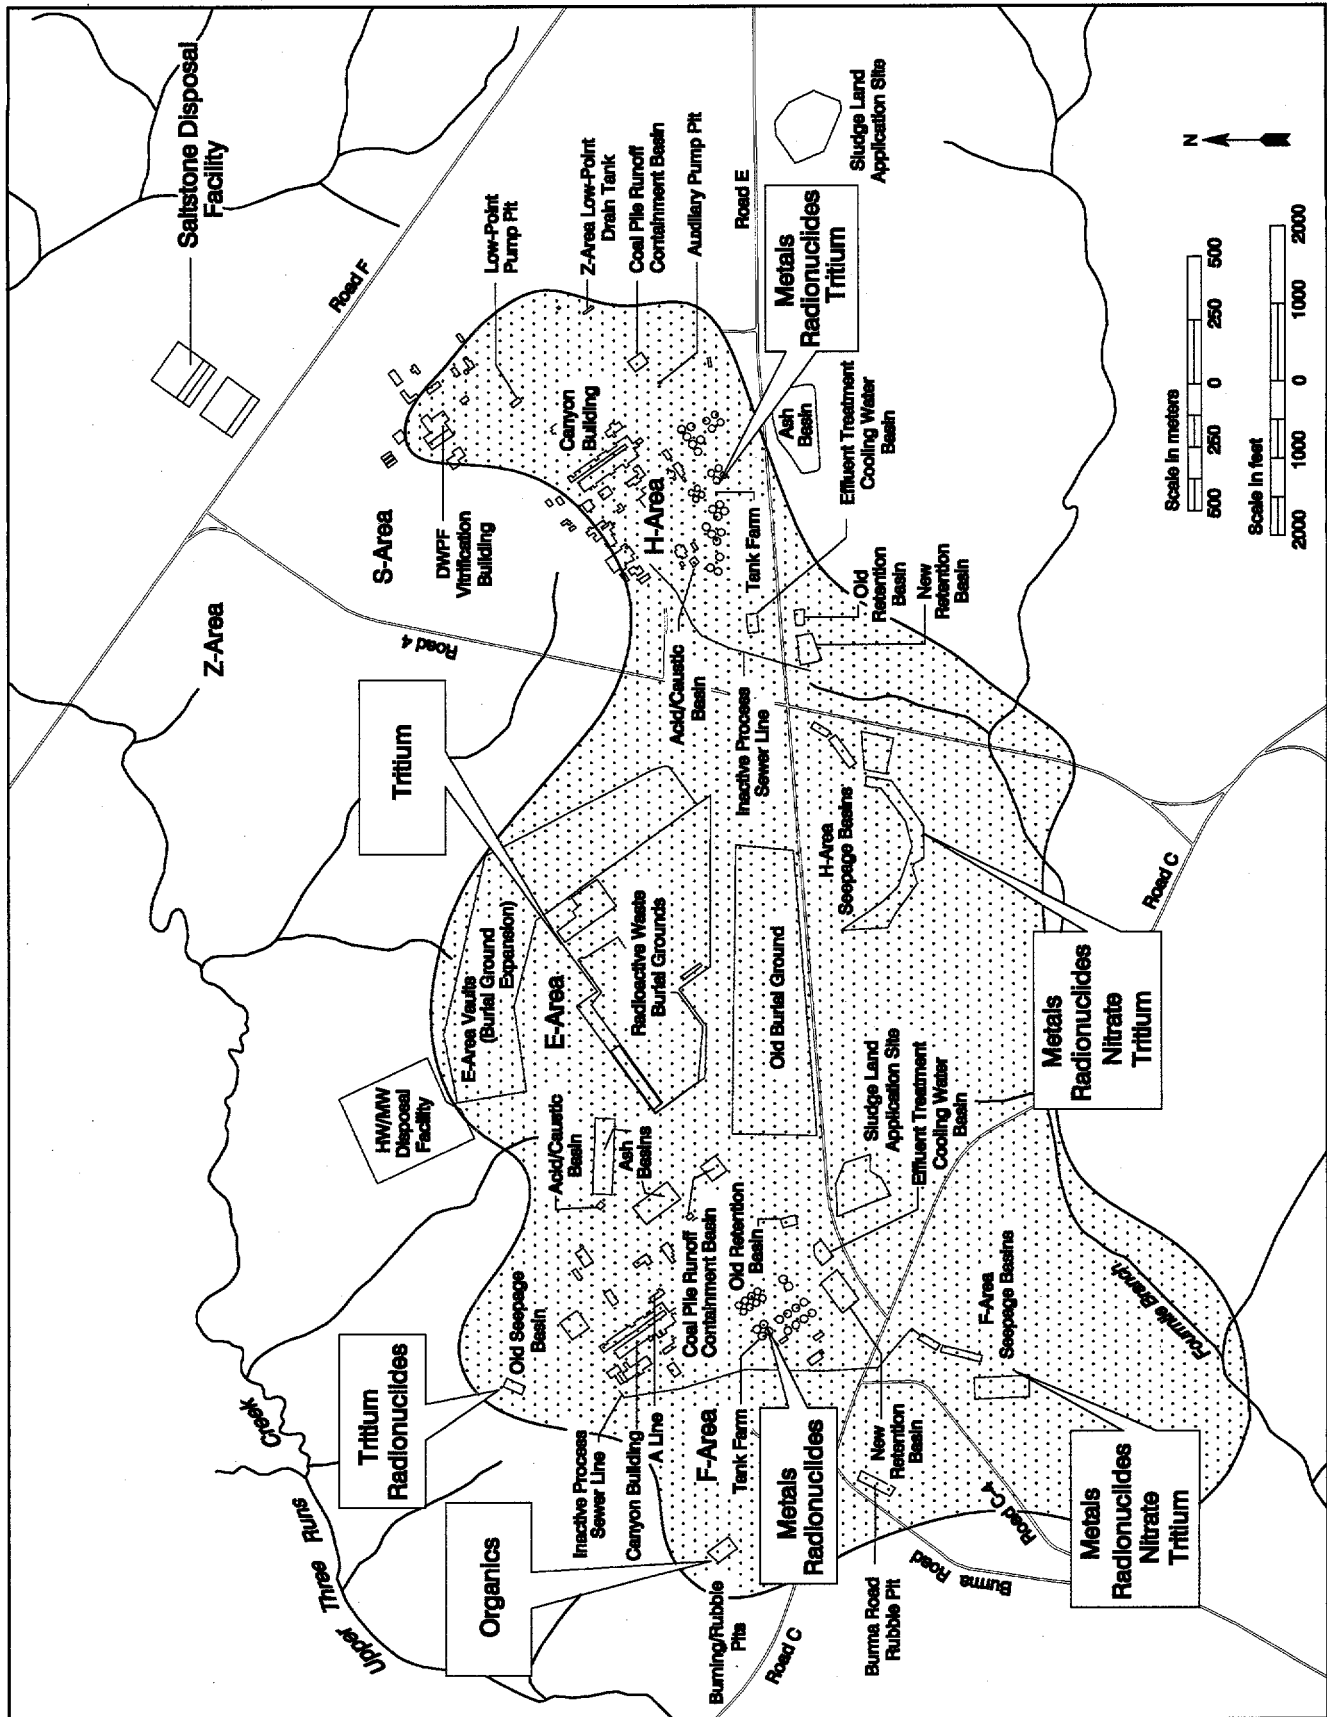 Saltstone Disposal
Facility
Z-Area
Road F
S-Area
Road 4
DWPF
Vitrification
Building
Low-Point
Pump Pit
Z-Area Low-Point
Drain Tank
Coal Pile Runoff
Containment Basin
Auxiliary Pump Pit
Road E
Sludge Land
Application Site
Canyon
Building
H-Area
Metals
Radionuclides
Tritium
Ash
Basin
Effluent Treatment
Cooling Water
Basin
Tank Farm
Old
Retention
Basin
New
Retention
Basin
Acid/Caustic
Basin
Inactive Process
Sewer Line
Tritium
H-Area
Seepage Basins
Metals
Radionuclides
Nitrate
Tritium
Road C
E-Area Vaults
(Burial Ground
Expansion)
E-Area
Radioactive Waste
Burial Grounds
Old Burial Ground
HW/MW
Disposal
Facility
Acid/Caustic
Basin
Ash
Basins
Sludge Land
Application Site
Effluent Treatment
Cooling Water
Basin
Coal Pile Runoff
Containment Basin
Old Retention
Basin
Old Seepage
Basin
Tritium
Radionuclides
Upper Three Runs Creek
Organics
Inactive Process
Sewer Line
Canyon Building
A Line
F-Area
Tank Farm
Metals
Radionuclides
New
Retention
Basin
F-Area
Seepage Basins
Fourmile Branch
Metals
Radionuclides
Nitrate
Tritium
Burning/Rubble
Pits
Road C
Burma Road
Rubble Pit
Burma Road
Road C-4
N
Scale in meters
500 250 0 250 500
Scale in feet
2000 1000 0 1000 2000